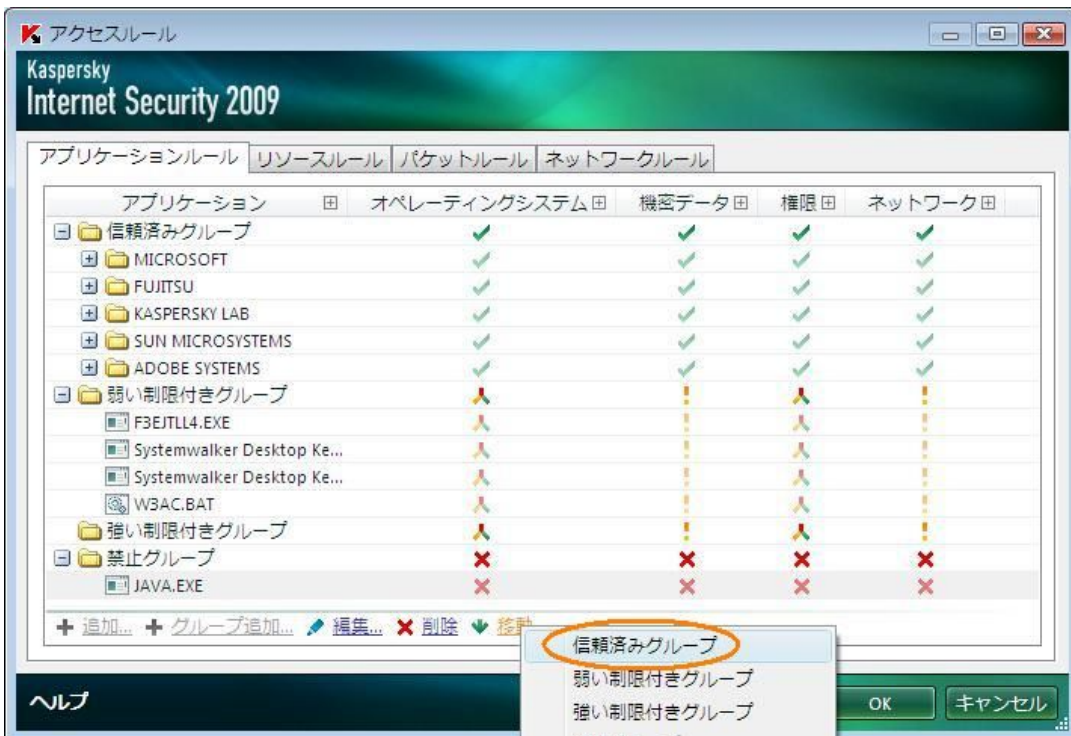 アクセスルール
Kaspersky
Internet Security 2009
アプリケーションルール リソースルール パケットルール ネットワークルール
アプリケーション オペレーティングシステム 機密データ 権限 ネットワーク
信頼済みグループ
MICROSOFT
FUJITSU
KASPERSKY LAB
SUN MICROSYSTEMS
ADOBE SYSTEMS
弱い制限付きグループ
F3EJTLL4.EXE
Systemwalker Desktop Ke...
Systemwalker Desktop Ke...
W3AC.BAT
強い制限付きグループ
禁止グループ
JAVA.EXE
追加... グループ追加... 編集... 削除 移動
信頼済みグループ
弱い制限付きグループ
強い制限付きグループ
ヘルプ OK キャンセル